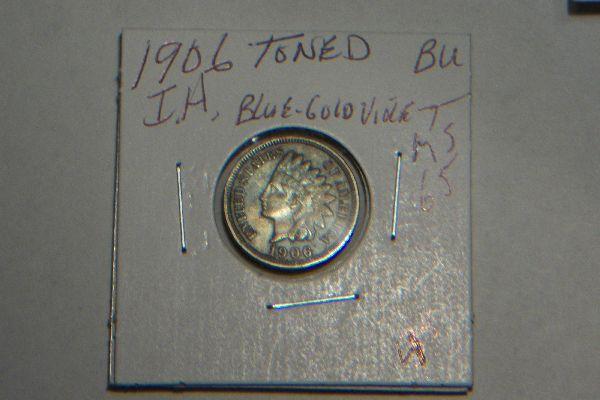 1906 TONED BU
I.H. BLUE-GOLD VIOLET
MS
65
UNITED STATES OF AMERICA
1906